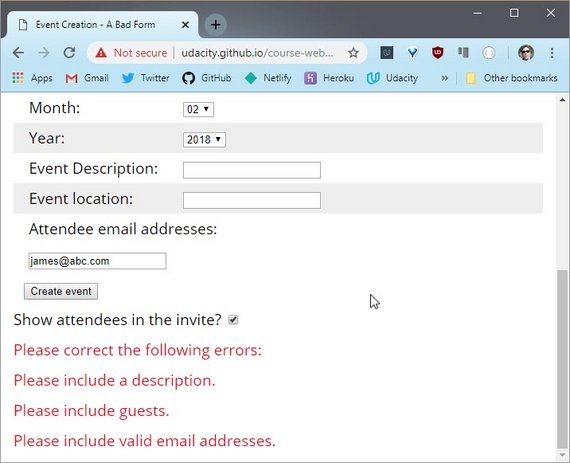 Event Creation - A Bad Form
Not secure | udacity.github.io/course-web...
Apps Gmail Twitter GitHub Netlify Heroku Udacity » Other bookmarks
Month: 02
Year: 2018
Event Description:
Event location:
Attendee email addresses:
james@abc.com
Create event
Show attendees in the invite?
Please correct the following errors:
Please include a description.
Please include guests.
Please include valid email addresses.